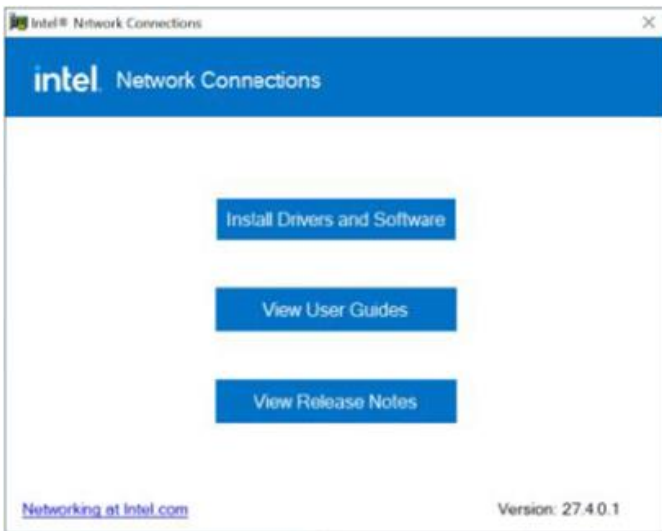 Intel® Network Connections
intel. Network Connections
Install Drivers and Software
View User Guides
View Release Notes
Networking at Intel.com
Version: 27.4.0.1